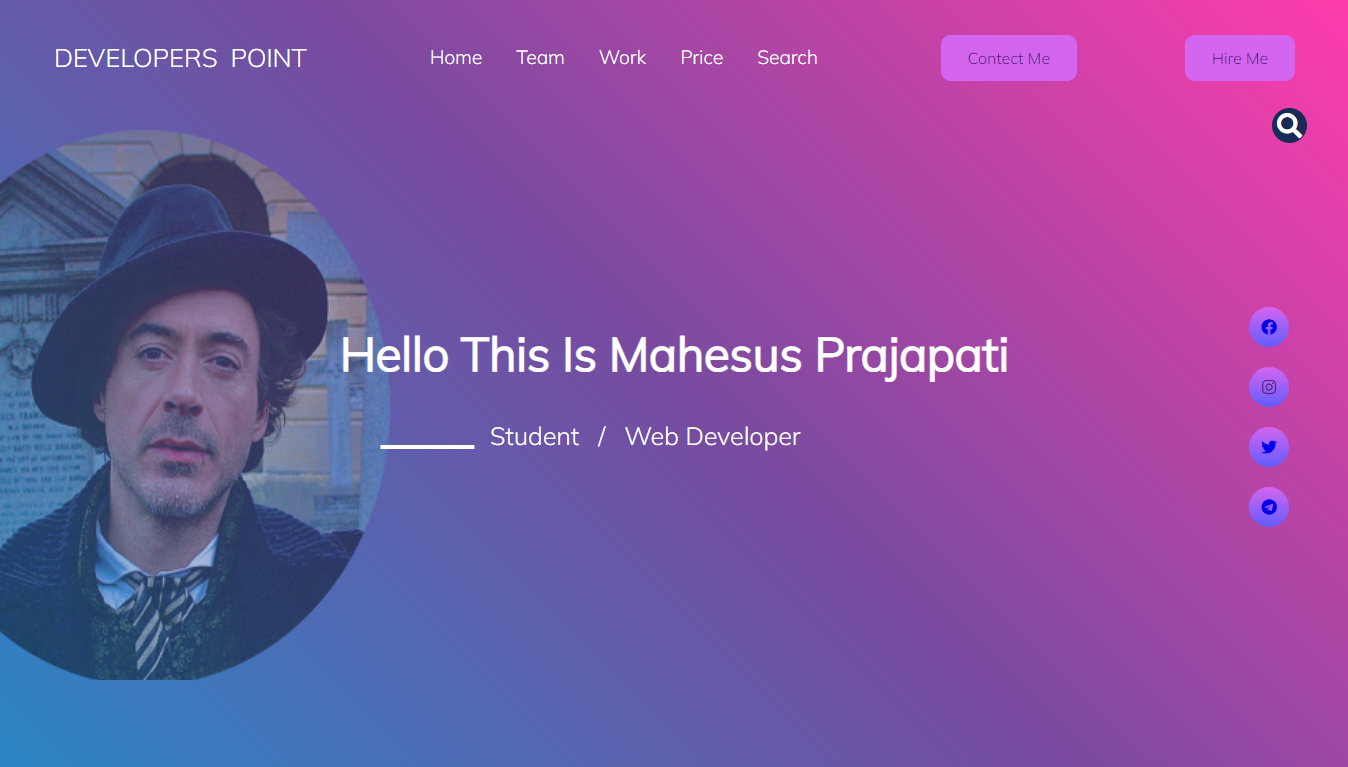 DEVELOPERS POINT
Home Team Work Price Search
Contect Me
Hire Me
Hello This Is Mahesus Prajapati
Student / Web Developer